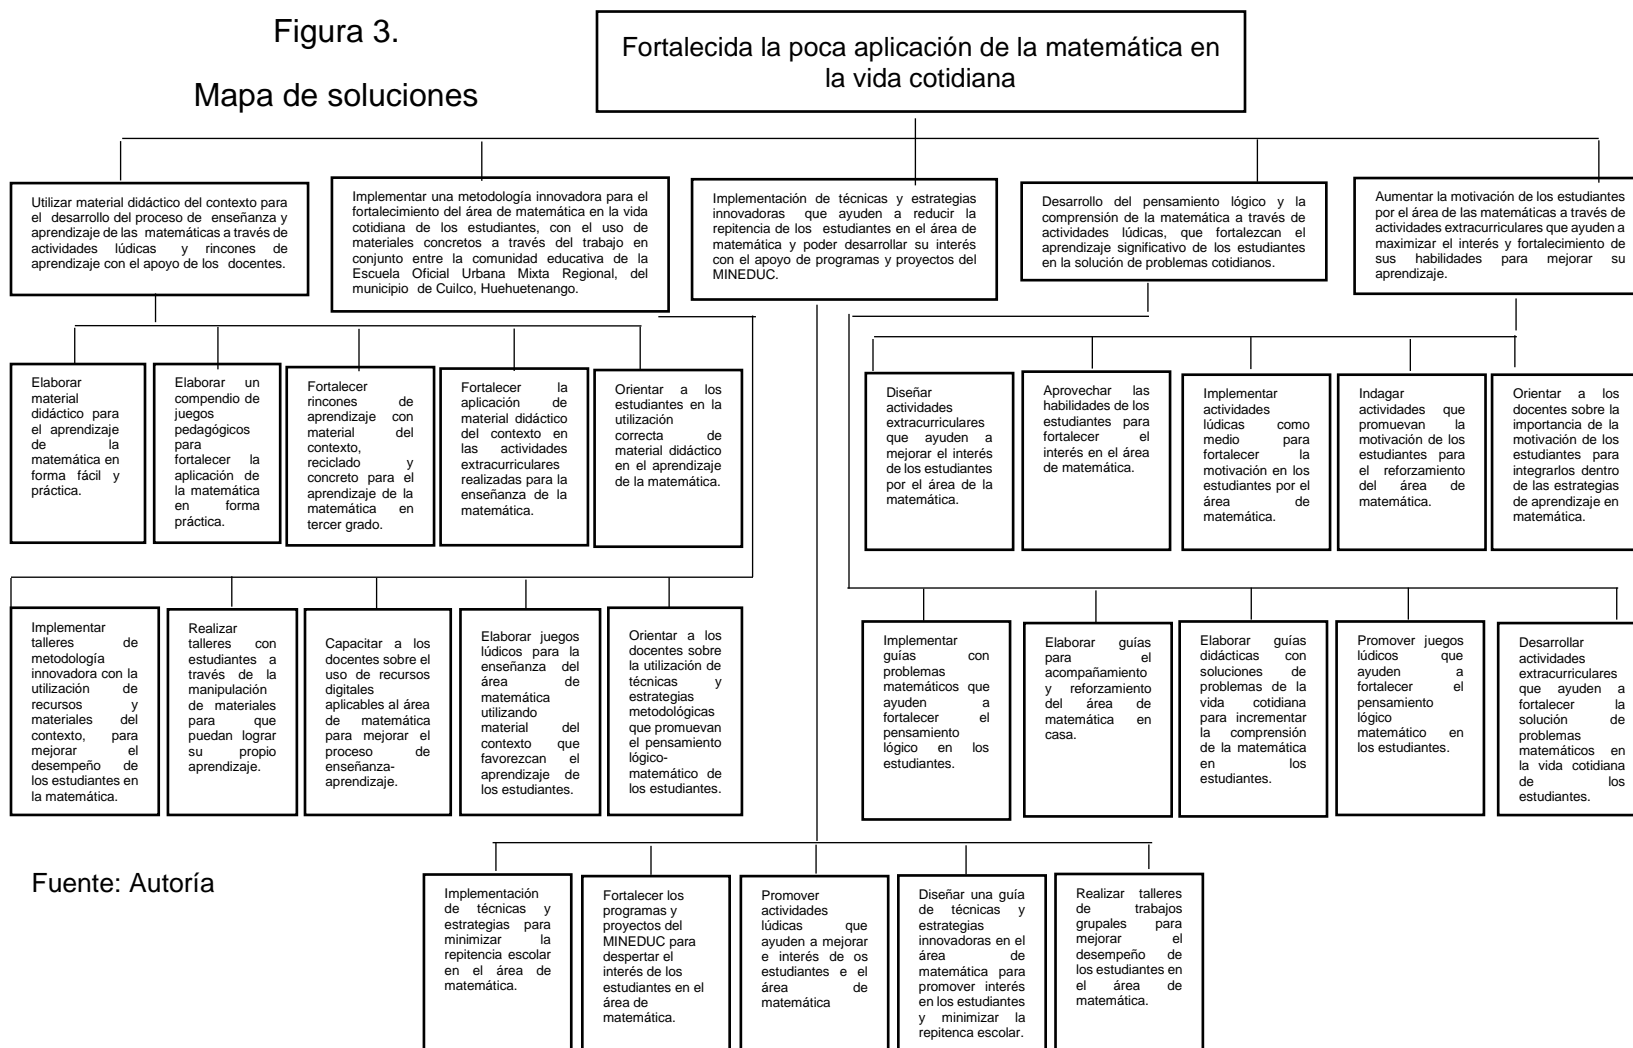 Figura 3.
Mapa de soluciones
Fortalecida la poca aplicación de la matemática en
la vida cotidiana
Utilizar material didáctico del contexto para
el desarrollo del proceso de enseñanza y
aprendizaje de las matemáticas a través de
actividades lúdicas y rincones de
aprendizaje con el apoyo de los docentes.
Implementar una metodología innovadora para el
fortalecimiento del área de matemática en la vida
cotidiana de los estudiantes, con el uso de
materiales concretos a través del trabajo en
conjunto entre la comunidad educativa de la
Escuela Oficial Urbana Mixta Regional, del
municipio de Cuilco, Huehuetenango.
Implementación de técnicas y estrategias
innovadoras que ayuden a reducir la
repitencia de los estudiantes en el área de
matemática y poder desarrollar su interés
con el apoyo de programas y proyectos del
MINEDUC.
Desarrollo del pensamiento lógico y la
comprensión de la matemática a través de
actividades lúdicas, que fortalezcan el
aprendizaje significativo de los estudiantes
en la solución de problemas cotidianos.
Aumentar la motivación de los estudiantes
por el área de las matemáticas a través de
actividades extracurriculares que ayuden a
maximizar el interés y fortalecimiento de
sus habilidades para mejorar su
aprendizaje.
Elaborar
material
didáctico para
el aprendizaje
de la
matemática en
forma fácil y
práctica.
Elaborar un
compendio de
juegos
pedagógicos
para
fortalecer la
aplicación de
la matemática
en forma
práctica.
Fortalecer
rincones de
aprendizaje con
material del
contexto,
reciclado y
concreto para el
aprendizaje de la
matemática en
tercer grado.
Fortalecer la
aplicación de
material didáctico
del contexto en
las actividades
extracurriculares
realizadas para la
enseñanza de la
matemática.
Orientar a los
estudiantes en la
utilización
correcta de
material didáctico
en el aprendizaje
de la matemática.
Diseñar
actividades
extracurriculares
que ayuden a
mejorar el interés
de los estudiantes
por el área de la
matemática.
Aprovechar las
habilidades de los
estudiantes para
fortalecer el
interés en el área
de matemática.
Implementar
actividades
lúdicas como
medio para
fortalecer la
motivación en los
estudiantes por el
área de
matemática.
Indagar
actividades que
promuevan la
motivación de los
estudiantes para
el reforzamiento
del área de
matemática.
Orientar a los
docentes sobre la
importancia de la
motivación de los
estudiantes para
integrarlos dentro
de las estrategias
de aprendizaje en
matemática.
Implementar
talleres de
metodología
innovadora con la
utilización de
recursos y
materiales del
contexto, para
mejorar el
desempeño de
los estudiantes en
la matemática.
Realizar
talleres con
estudiantes a
través de la
manipulación
de materiales
para que
puedan lograr
su propio
aprendizaje.
Capacitar a los
docentes sobre el
uso de recursos
digitales
aplicables al área
de matemática
para mejorar el
proceso de
enseñanza-
aprendizaje.
Elaborar juegos
lúdicos para la
enseñanza del
área de
matemática
utilizando
material del
contexto que
favorezcan el
aprendizaje de
los estudiantes.
Orientar a los
docentes sobre
la utilización de
técnicas y
estrategias
metodológicas
que promuevan el
pensamiento
lógico-
matemático de
los estudiantes.
Implementar
guías con
problemas
matemáticos que
ayuden a
fortalecer el
pensamiento
lógico en los
estudiantes.
Elaborar guías
para el
acompañamiento
y reforzamiento
del área de
matemática en
casa.
Elaborar guías
didácticas con
soluciones de
problemas de la
vida cotidiana
para incrementar
la comprensión
de la matemática
en los
estudiantes.
Promover juegos
lúdicos que
ayuden a
fortalecer el
pensamiento
lógico
matemático en
los estudiantes.
Desarrollar
actividades
extracurriculares
que ayuden a
fortalecer la
solución de
problemas
matemáticos en
la vida cotidiana
de los
estudiantes.
Fuente: Autoría
Implementación
de técnicas y
estrategias para
minimizar la
repitencia escolar
en el área de
matemática.
Fortalecer los
programas y
proyectos del
MINEDUC para
despertar el
interés de los
estudiantes en el
área de
matemática.
Promover
actividades
lúdicas que
ayuden a mejorar
e interés de os
estudiantes e el
área de
matemática
Diseñar una guía
de técnicas y
estrategias
innovadoras en el
área de
matemática para
promover interés
en los estudiantes
y minimizar la
repitenca escolar.
Realizar talleres
de trabajos
grupales para
mejorar el
desempeño de
los estudiantes en
el área de
matemática.